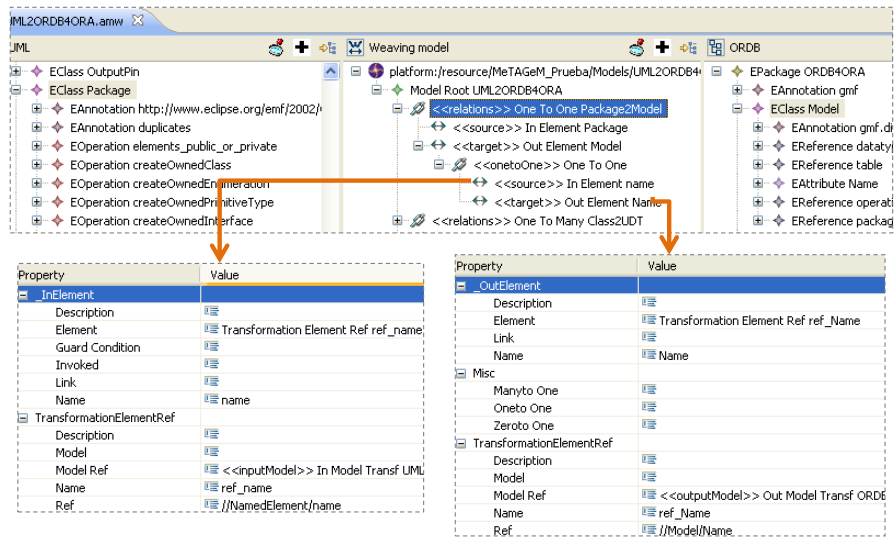 ML2ORDB4ORA.amw
UML
Weaving model
ORDB
EClass OutputPin
EClass Package
EAnnotation http://www.eclipse.org/emf/2002/
EAnnotation duplicates
EOperation elements_public_or_private
EOperation createOwnedClass
EOperation createOwnedEnumeration
EOperation createOwnedPrimitiveType
EOperation createOwnedInterface
platform:/resource/MeTAGeM_Prueba/Models/UML2ORDB4
Model Root UML2ORDB4ORA
<<relations>> One To One Package2Model
<<source>> In Element Package
<<target>> Out Element Model
<<onetoOne>> One To One
<<source>> In Element name
<<target>> Out Element Name
<<relations>> One To Many Class2UDT
EPackage ORDB4ORA
EAnnotation gmf
EClass Model
EAnnotation gmf.di
EReference dataty
EReference table
EAttribute Name
EReference operati
EReference packag
Property Value
_InElement
Description
Element Transformation Element Ref ref_name
Guard Condition
Invoked
Link
Name name
TransformationElementRef
Description
Model
Model Ref <<inputModel>> In Model Transf UML
Name ref_name
Ref //NamedElement/name
Property Value
_OutElement
Description
Element Transformation Element Ref ref_Name
Link
Name Name
Misc
Manyto One
Oneto One
Zeroto One
TransformationElementRef
Description
Model
Model Ref <<outputModel>> Out Model Transf ORDB
Name ref_Name
Ref //Model/Name